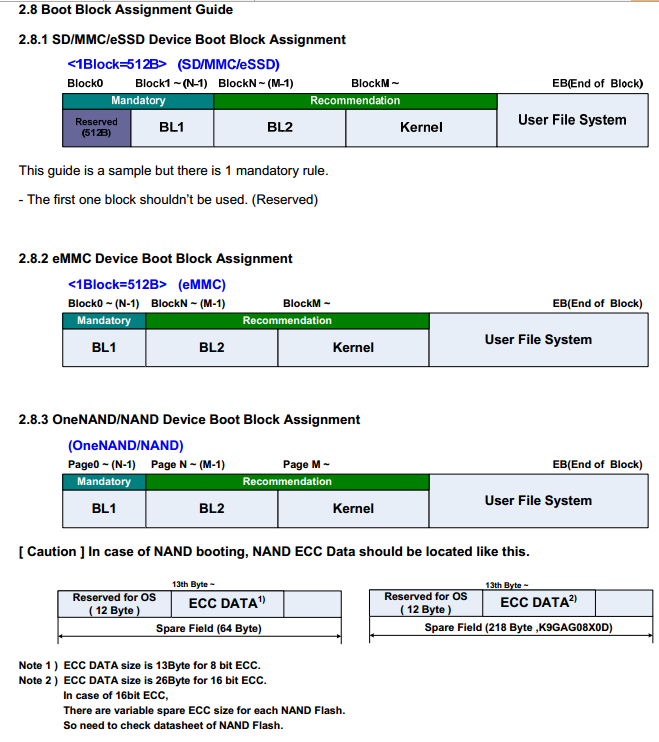 2.8 Boot Block Assignment Guide
2.8.1 SD/MMC/eSSD Device Boot Block Assignment
<1Block=512B> (SD/MMC/eSSD)
Block0 Block1 ~ (N-1) BlockN ~ (M-1) BlockM ~ EB(End of Block)
Mandatory Recommendation
Reserved (512B) BL1 BL2 Kernel User File System
This guide is a sample but there is 1 mandatory rule.
- The first one block shouldn't be used. (Reserved)
2.8.2 eMMC Device Boot Block Assignment
<1Block=512B> (eMMC)
Block0 ~ (N-1) BlockN ~ (M-1) BlockM ~ EB(End of Block)
Mandatory Recommendation
BL1 BL2 Kernel User File System
2.8.3 OneNAND/NAND Device Boot Block Assignment
(OneNAND/NAND)
Page0 ~ (N-1) Page N ~ (M-1) Page M ~ EB(End of Block)
Mandatory Recommendation
BL1 BL2 Kernel User File System
[ Caution ] In case of NAND booting, NAND ECC Data should be located like this.
13th Byte ~ 13th Byte ~
Reserved for OS ( 12 Byte ) ECC DATA1) Reserved for OS ( 12 Byte ) ECC DATA2)
Spare Field (64 Byte) Spare Field (218 Byte ,K9GAG08X0D)
Note 1 ) ECC DATA size is 13Byte for 8 bit ECC.
Note 2 ) ECC DATA size is 26Byte for 16 bit ECC.
In case of 16bit ECC,
There are variable spare ECC size for each NAND Flash.
So need to check datasheet of NAND Flash.